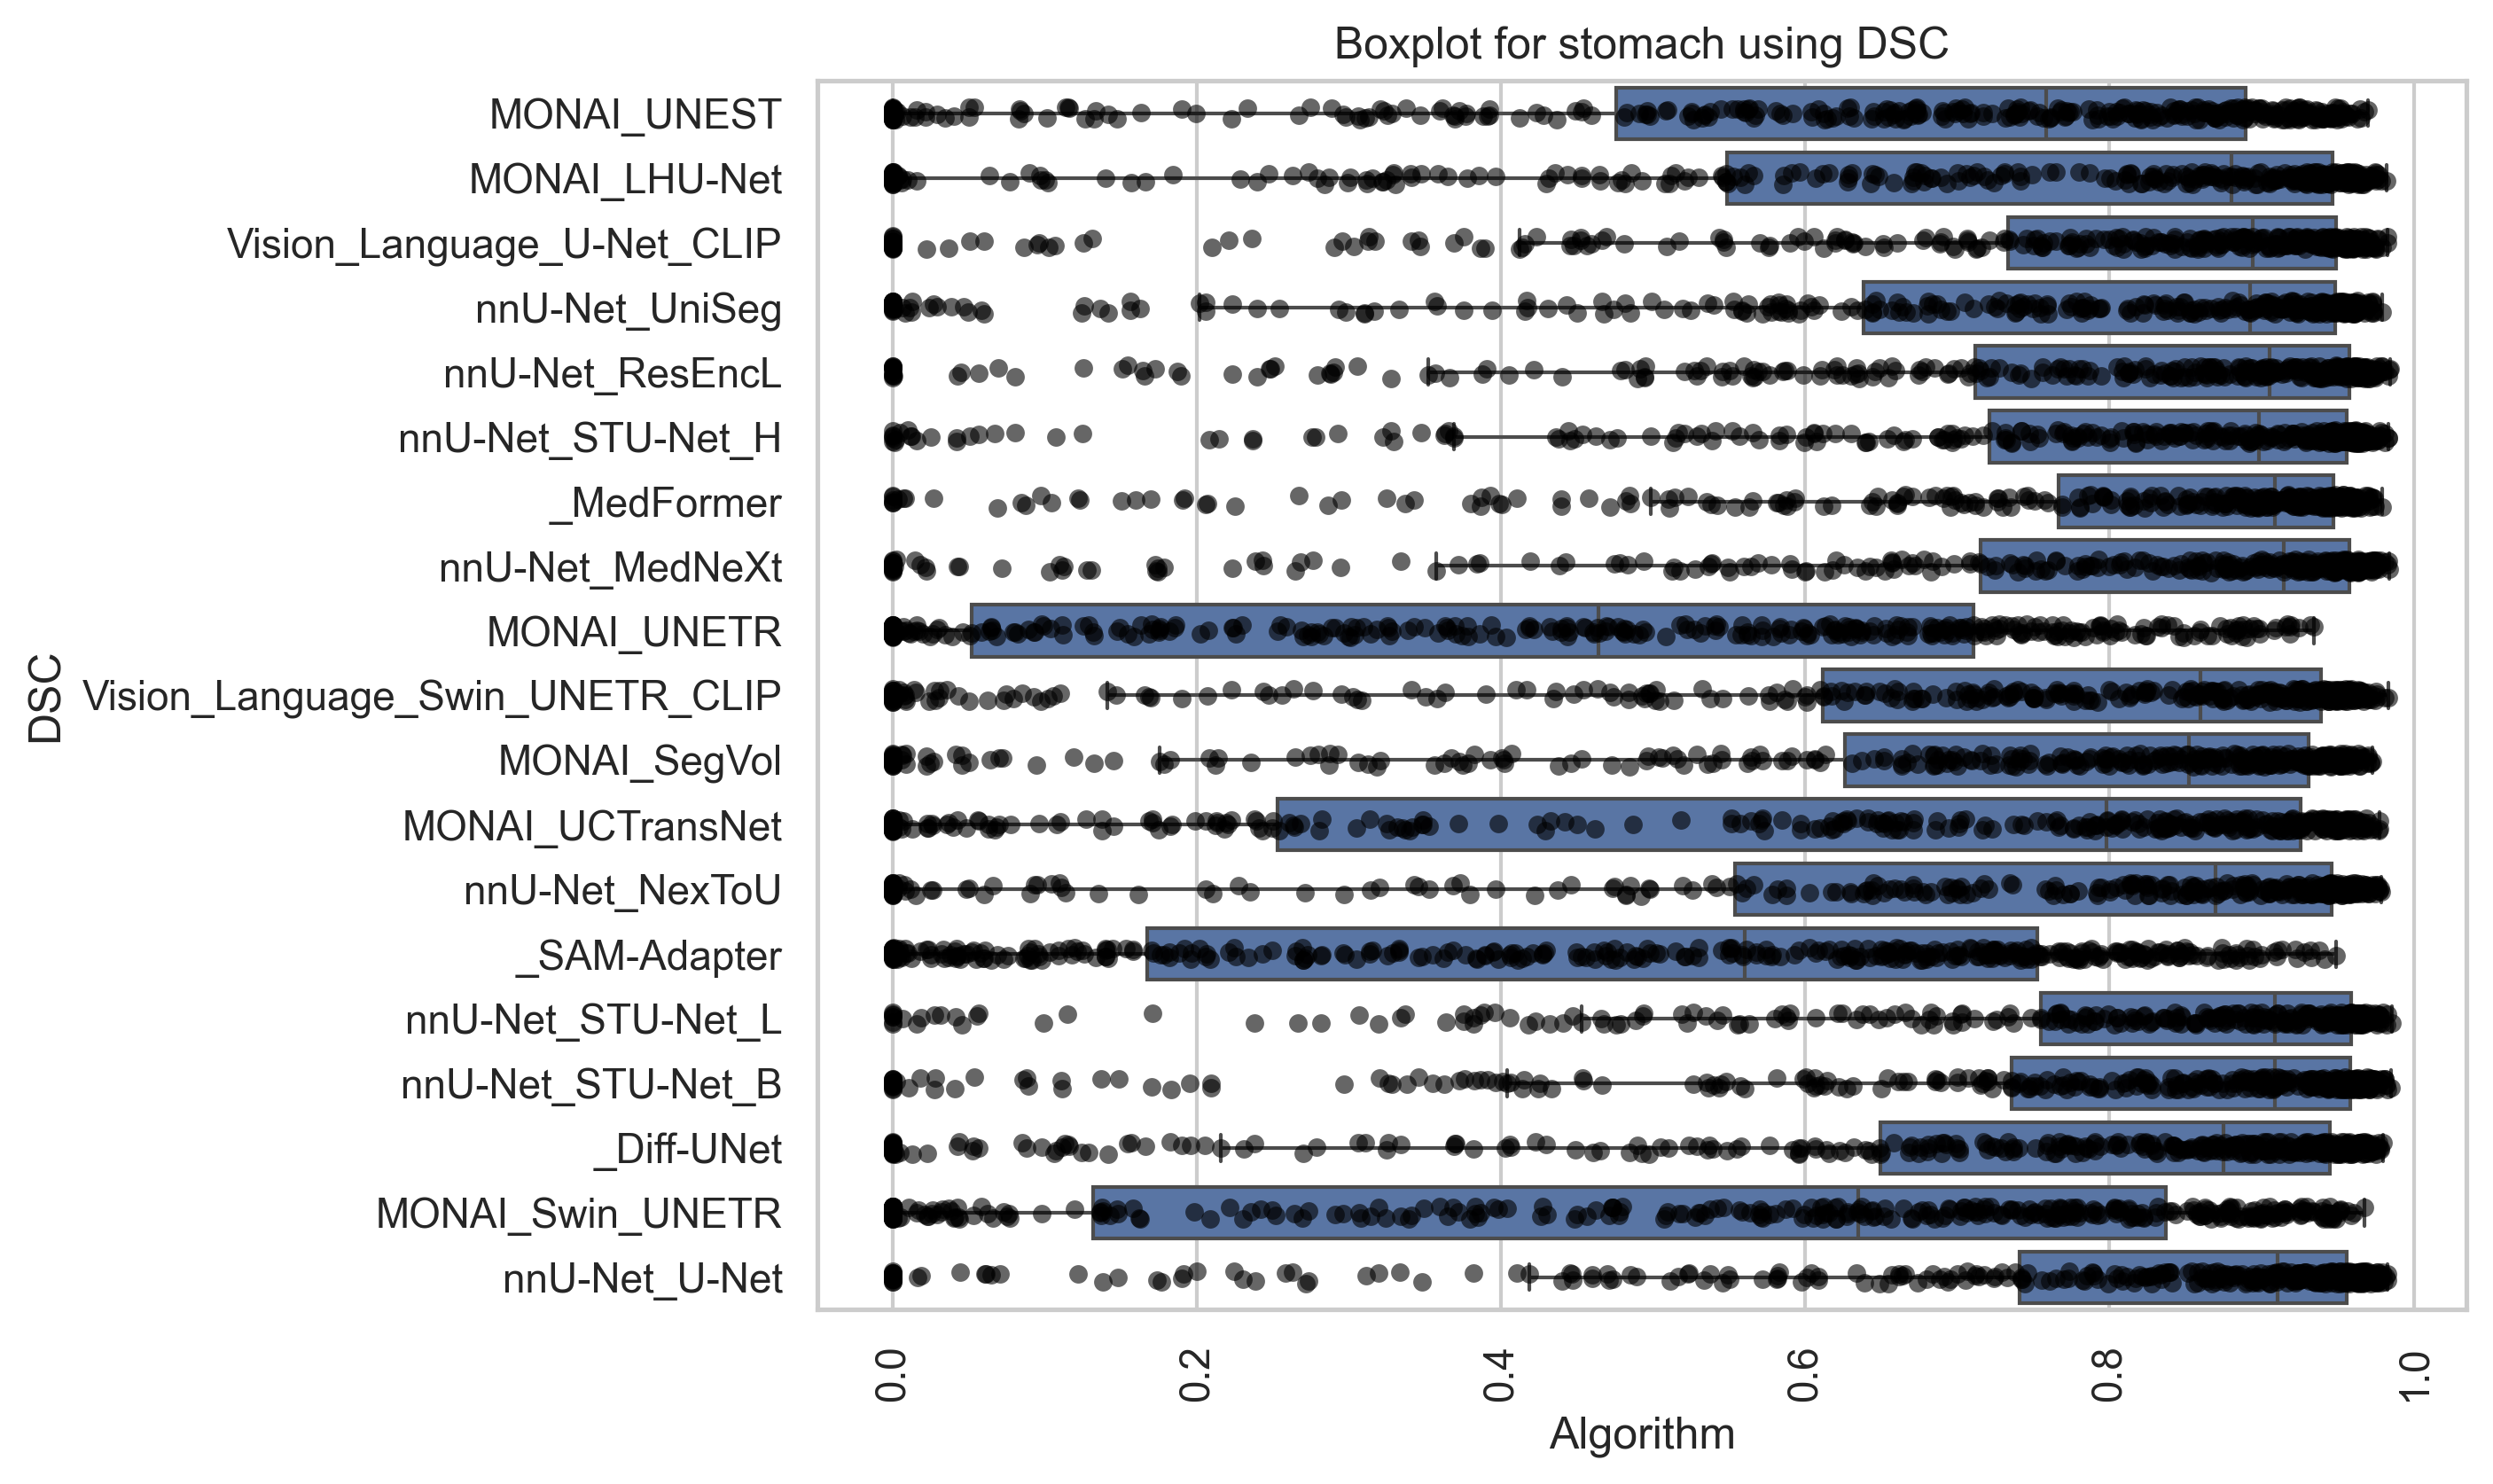 Boxplot for stomach using DSC
MONAI_UNEST
MONAI_LHU-Net
Vision_Language_U-Net_CLIP
nnU-Net_UniSeg
nnU-Net_ResEncL
nnU-Net_STU-Net_H
_MedFormer
nnU-Net_MedNeXt
MONAI_UNETR
Vision_Language_Swin_UNETR_CLIP
MONAI_SegVol
MONAI_UCTransNet
nnU-Net_NexToU
_SAM-Adapter
nnU-Net_STU-Net_L
nnU-Net_STU-Net_B
_Diff-UNet
MONAI_Swin_UNETR
nnU-Net_U-Net
DSC
0.0 0.2 0.4 0.6 0.8 1.0
Algorithm